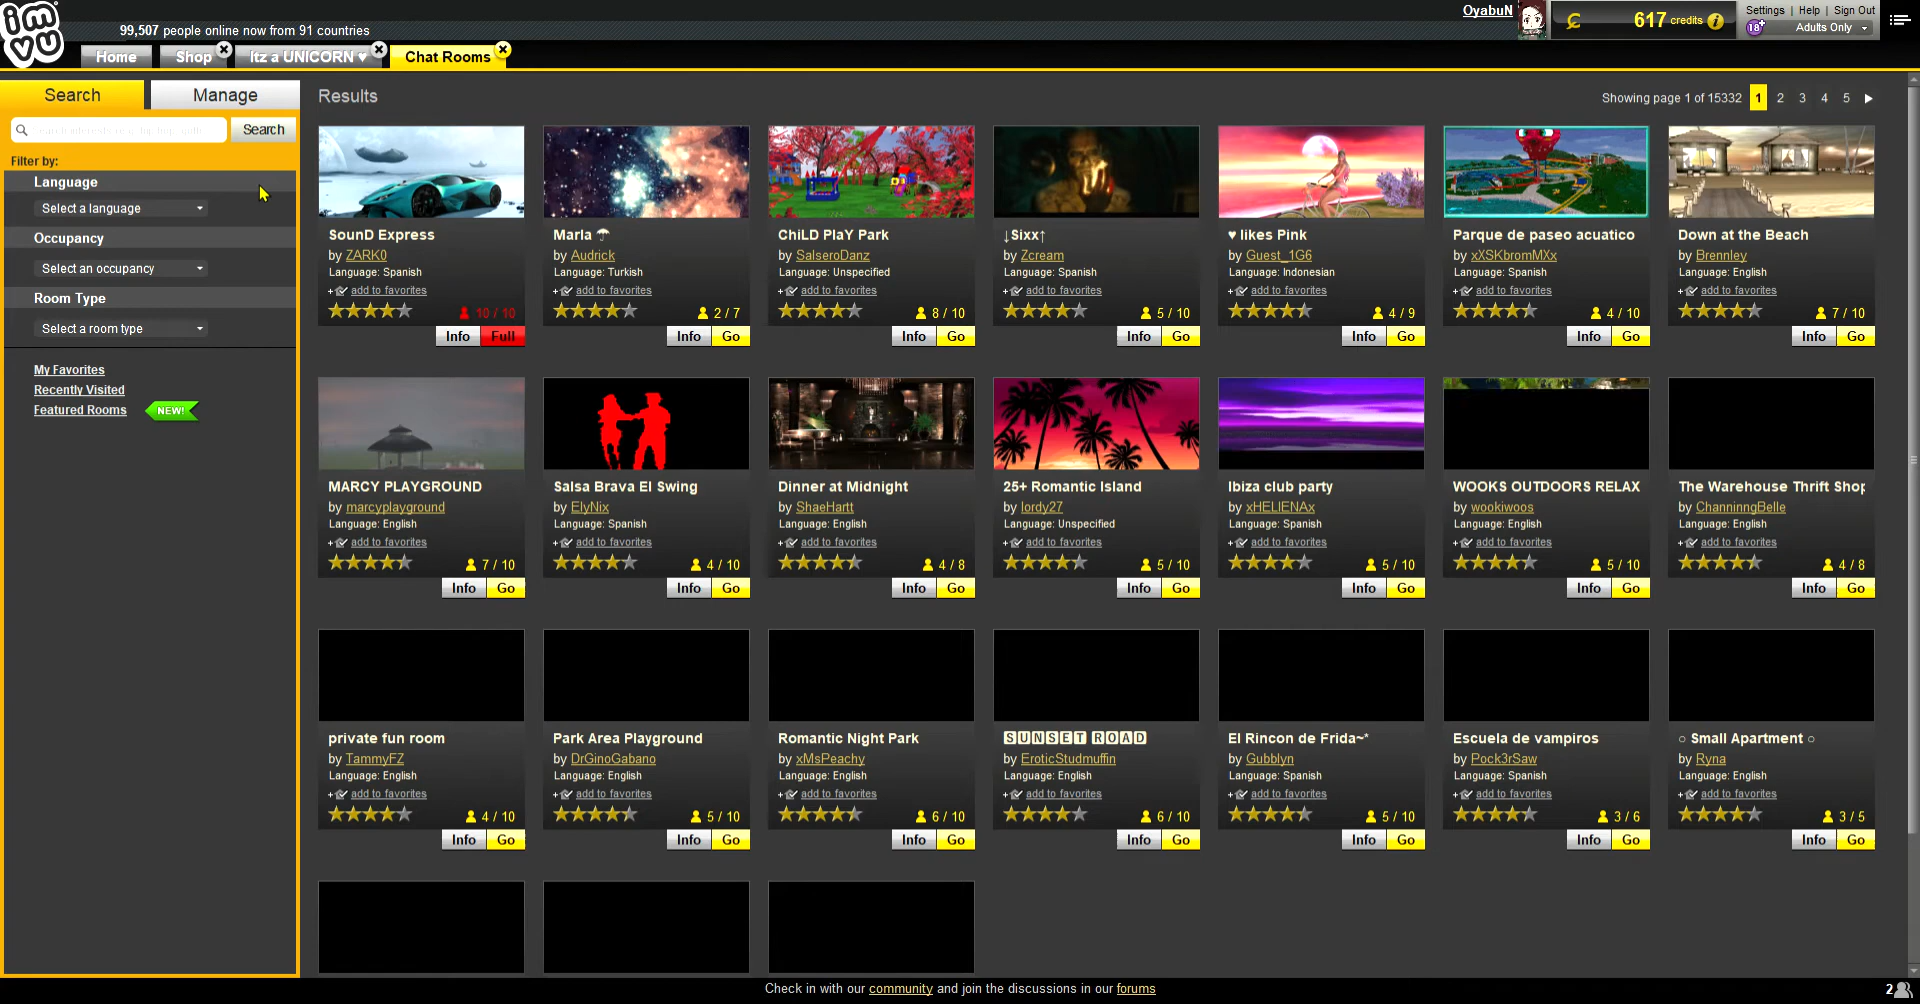 imvu
99,507 people online now from 91 countries
OyabuN
617 credits
Settings | Help | Sign Out
18+ Adults Only
Home
Shop
Itz a UNICORN ♥
Chat Rooms
Search
Manage
Search
Filter by:
Language
Select a language
Occupancy
Select an occupancy
Room Type
Select a room type
My Favorites
Recently Visited
Featured Rooms
NEW!
Results
Showing page 1 of 15332 1 2 3 4 5
SounD Express
by ZARK0
Language: Spanish
+ add to favorites
10 / 10
Info Full
Marla ☂
by Audrick
Language: Turkish
+ add to favorites
2 / 7
Info Go
ChiLD PlaY Park
by SalseroDanz
Language: Unspecified
+ add to favorites
8 / 10
Info Go
↓Sixx↑
by Zcream
Language: Spanish
+ add to favorites
5 / 10
Info Go
♥ likes Pink
by Guest_1G6
Language: Indonesian
+ add to favorites
4 / 9
Info Go
Parque de paseo acuatico
by xXSKbromMXx
Language: Spanish
+ add to favorites
4 / 10
Info Go
Down at the Beach
by Brennley
Language: English
+ add to favorites
7 / 10
Info Go
MARCY PLAYGROUND
by marcyplayground
Language: English
+ add to favorites
7 / 10
Info Go
Salsa Brava El Swing
by ElyNix
Language: Spanish
+ add to favorites
4 / 10
Info Go
Dinner at Midnight
by ShaeHartt
Language: English
+ add to favorites
4 / 8
Info Go
25+ Romantic Island
by lordy27
Language: Unspecified
+ add to favorites
5 / 10
Info Go
Ibiza club party
by xHELIENAx
Language: Spanish
+ add to favorites
5 / 10
Info Go
WOOKS OUTDOORS RELAX
by wookiwoos
Language: English
+ add to favorites
5 / 10
Info Go
The Warehouse Thrift Shop
by ChanninngBelle
Language: English
+ add to favorites
4 / 8
Info Go
private fun room
by TammyFZ
Language: English
+ add to favorites
4 / 10
Info Go
Park Area Playground
by DrGinoGabano
Language: English
+ add to favorites
5 / 10
Info Go
Romantic Night Park
by xMsPeachy
Language: English
+ add to favorites
6 / 10
Info Go
🆂🆄🅽🆂🅴🆃 🆁🅾🅰🅳
by EroticStudmuffin
Language: English
+ add to favorites
6 / 10
Info Go
El Rincon de Frida~*
by Gubblyn
Language: Spanish
+ add to favorites
5 / 10
Info Go
Escuela de vampiros
by Pock3rSaw
Language: Spanish
+ add to favorites
3 / 6
Info Go
○ Small Apartment ○
by Ryna
Language: English
+ add to favorites
3 / 5
Info Go
Check in with our community and join the discussions in our forums
2